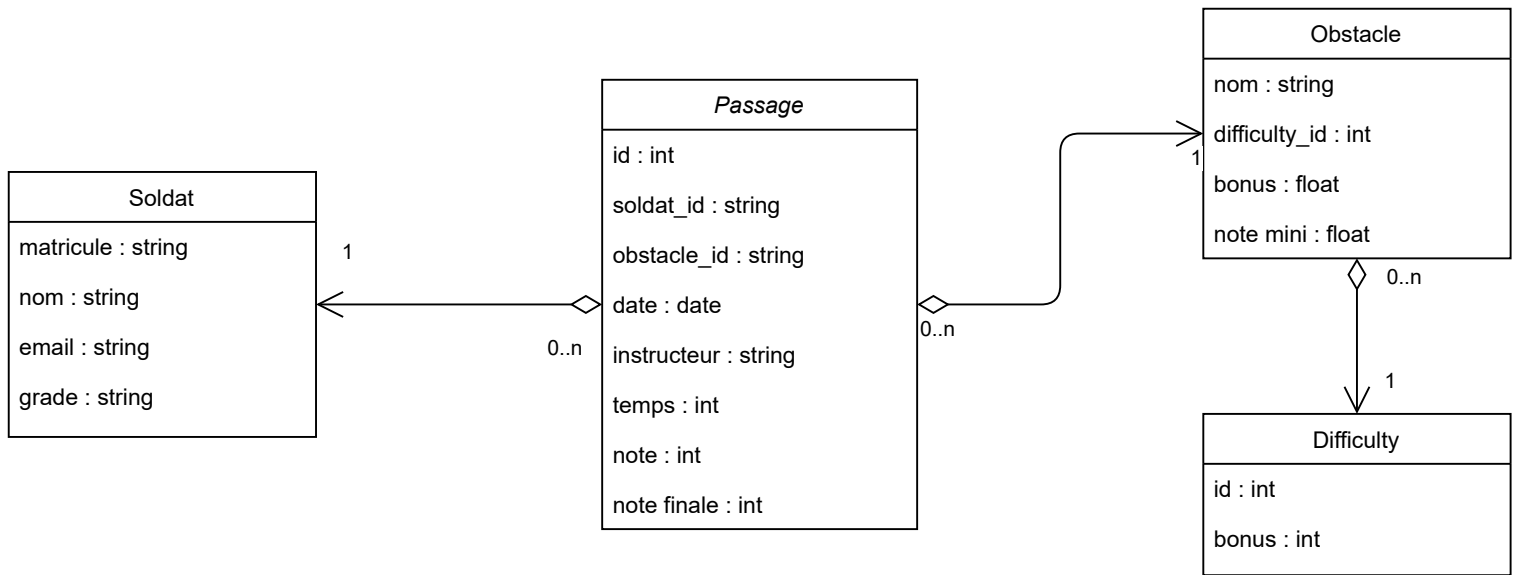 Soldat
matricule : string
nom : string
email : string
grade : string
1
0..n
Passage
id : int
soldat_id : string
obstacle_id : string
date : date
instructeur : string
temps : int
note : int
note finale : int
0..n
1
Obstacle
nom : string
difficulty_id : int
bonus : float
note mini : float
0..n
1
Difficulty
id : int
bonus : int